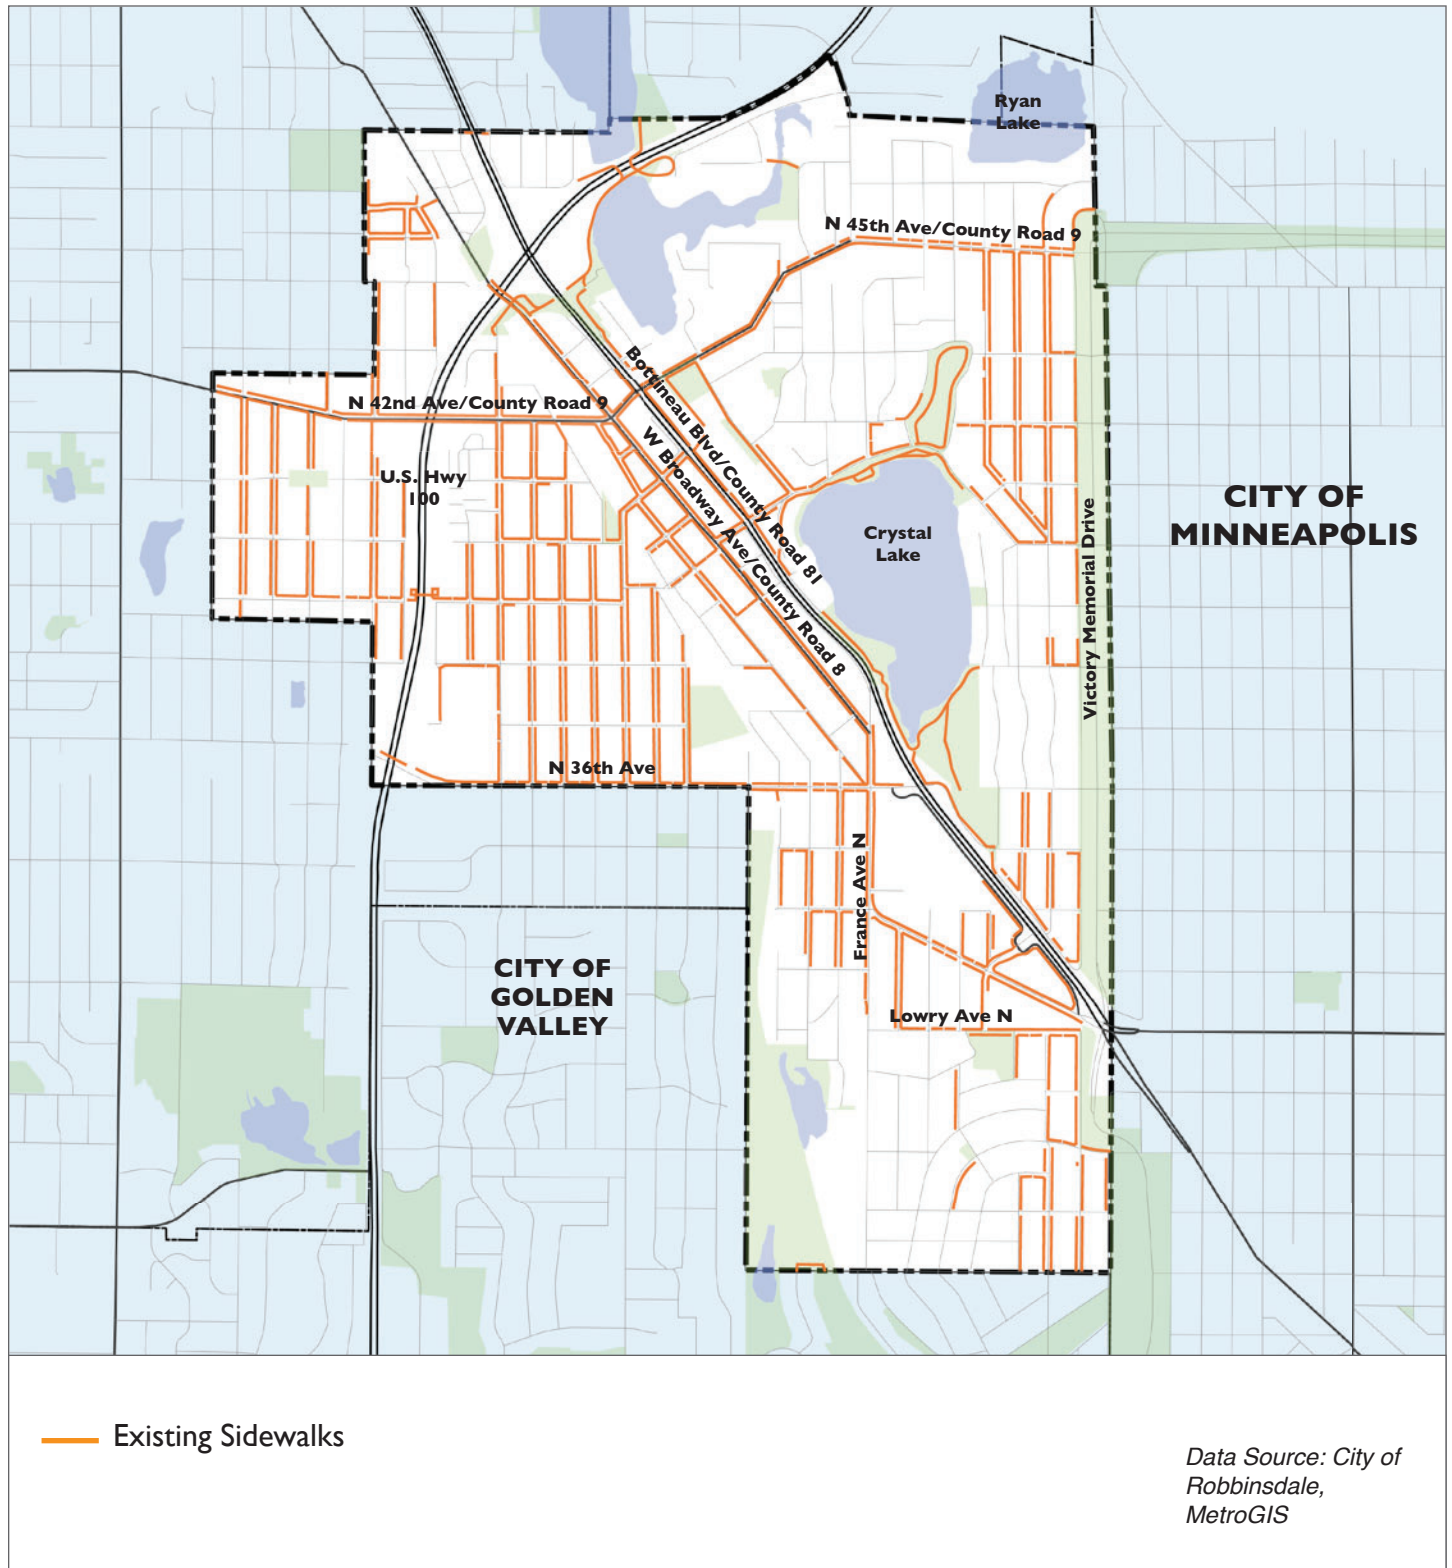 Ryan
Lake
N 45th Ave/County Road 9
Bottineau Blvd/County Road 81
N 42nd Ave/County Road 9
W Broadway Ave/County Road 8
U.S. Hwy
100
CITY OF
MINNEAPOLIS
Crystal
Lake
Victory Memorial Drive
N 36th Ave
France Ave N
CITY OF
GOLDEN
VALLEY
Lowry Ave N
Existing Sidewalks
Data Source: City of
Robbinsdale,
MetroGIS